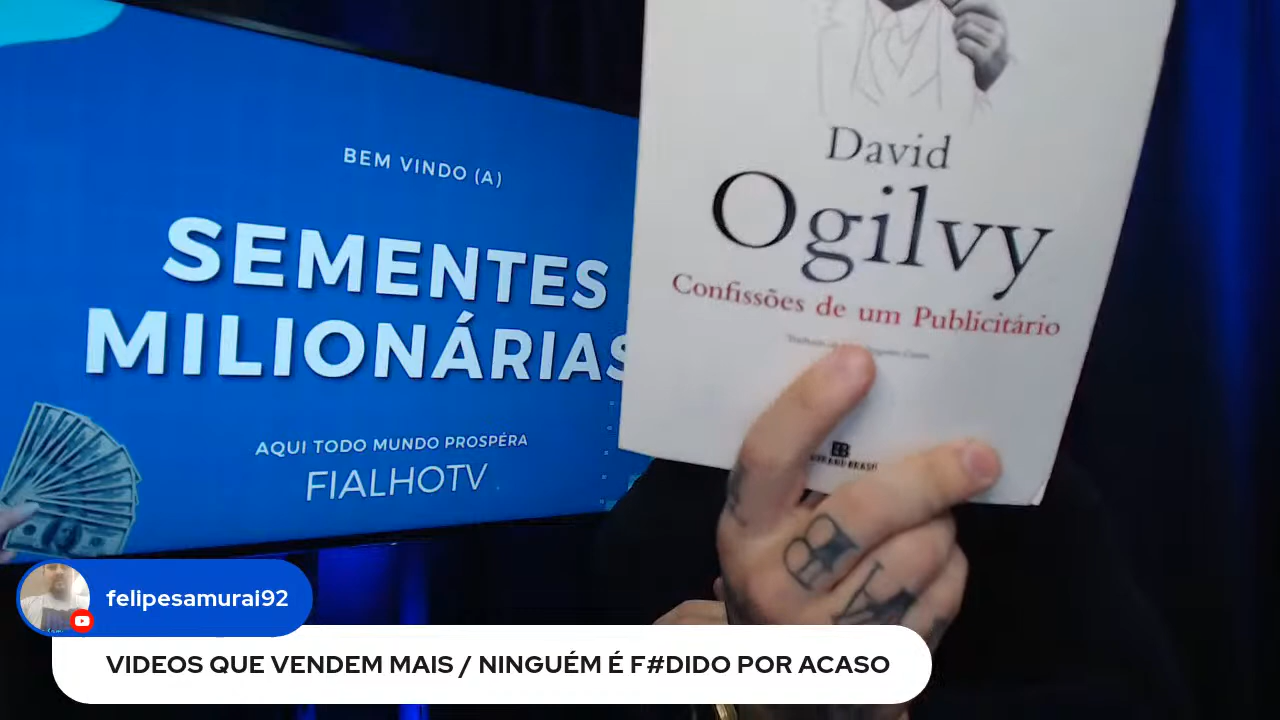 BEM VINDO (A)
SEMENTES
MILIONÁRIAS
AQUI TODO MUNDO PROSPÉRA
FIALHOTV
David
Ogilvy
Confissões de um Publicitário
felipesamurai92
VIDEOS QUE VENDEM MAIS / NINGUÉM É F#DIDO POR ACASO